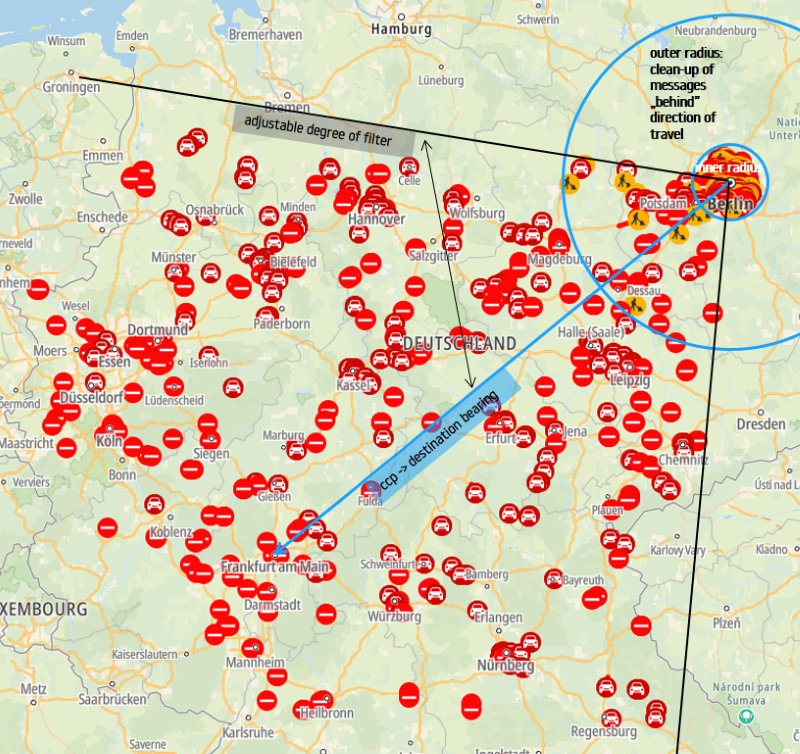 Hamburg
Schwerin
Neubrandenburg
Bremerhaven
Emden
Winsum
Groningen
Lüneburg
outer radius:
clean-up of
messages
„behind”
direction of
travel
Bremen
adjustable degree of filter
Emmen
Celle
inner radius
Zwolle
Osnabrück
Minden
Hannover
Wolfsburg
Potsdam
Berlin
Enschede
Münster
Bielefeld
Salzgitter
Magdeburg
Dessau
Wesel
Dortmund
Paderborn
DEUTSCHLAND
Halle (Saale)
Moers
Essen
Iserlohn
Kassel
Leipzig
Düsseldorf
Lüdenscheid
ccp -> destination bearing
Dresden
Maastricht
Köln
Siegen
Marburg
Erfurt
Jena
Chemnitz
Bonn
Verviers
Gießen
Fulda
Plauen
Ústí nad L
Koblenz
Karlovy Vary
Kladno
Frankfurt am Main
Schweinfurt
Bamberg
Bayreuth
XEMBOURG
Darmstadt
Würzburg
Erlangen
Plzeň
Kaiserslautern
Mannheim
Nürnberg
Metz
Saarbrücken
Heilbronn
Národní park
Šumava
Karlsruhe
Regensburg
Saverne
Ingolstadt